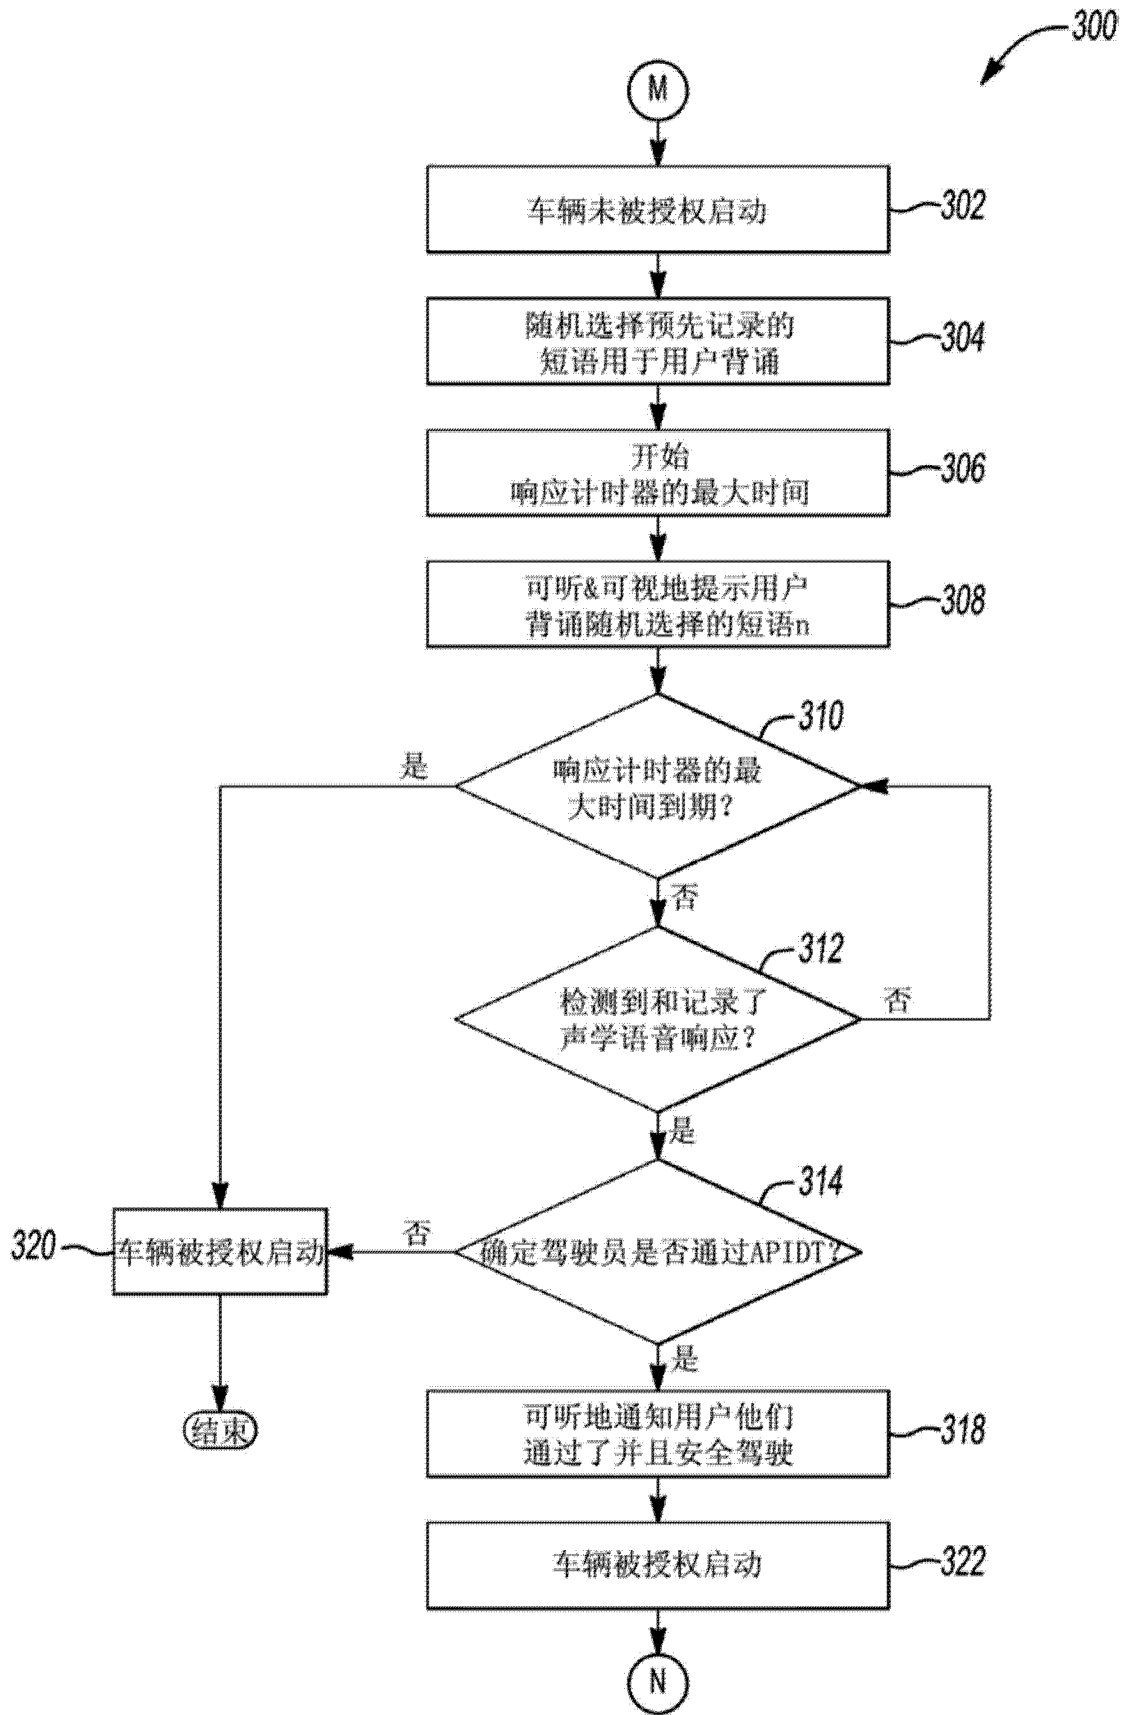 300
M
车辆未被授权启动
302
随机选择预先记录的
短语用于用户背诵
304
开始
响应计时器的最大时间
306
可听&可视地提示用户
背诵随机选择的短语n
308
310
是
响应计时器的最
大时间到期?
否
312
检测到和记录了
声学语音响应?
否
是
314
320
车辆被授权启动
否
确定驾驶员是否通过APIDT?
是
结束
可听地通知用户他们
通过了并且安全驾驶
318
车辆被授权启动
322
N